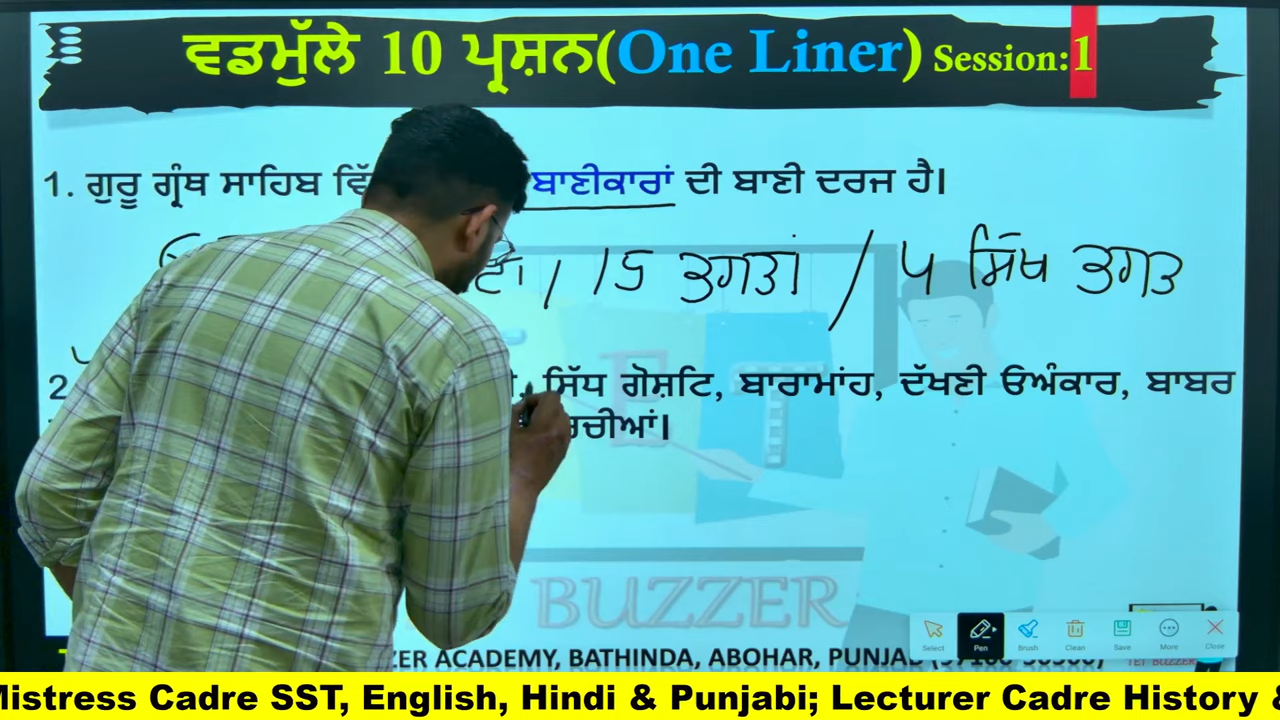 ਵਡਮੁੱਲੇ 10 ਪ੍ਰਸ਼ਨ(One Liner) Session:1
1. ਗੁਰੂ ਗ੍ਰੰਥ ਸਾਹਿਬ ਬਾਣੀਕਾਰਾਂ ਦੀ ਬਾਣੀ ਦਰਜ ਹੈ।
15 ਭਗਤਾਂ / 4 ਸਿੱਖ ਭਗਤ
2 ਸਿੱਧ ਗੋਸ਼ਟਿ, ਬਾਰਾਮਾਂਹ, ਦੱਖਣੀ ਓਅੰਕਾਰ, ਬਾਬਰ
BUZZER
Select Pen Brush Clean Save More Close
ACADEMY, BATHINDA, ABOHAR, PUNJAB
TET BUZZER
Mistress Cadre SST, English, Hindi & Punjabi; Lecturer Cadre History &